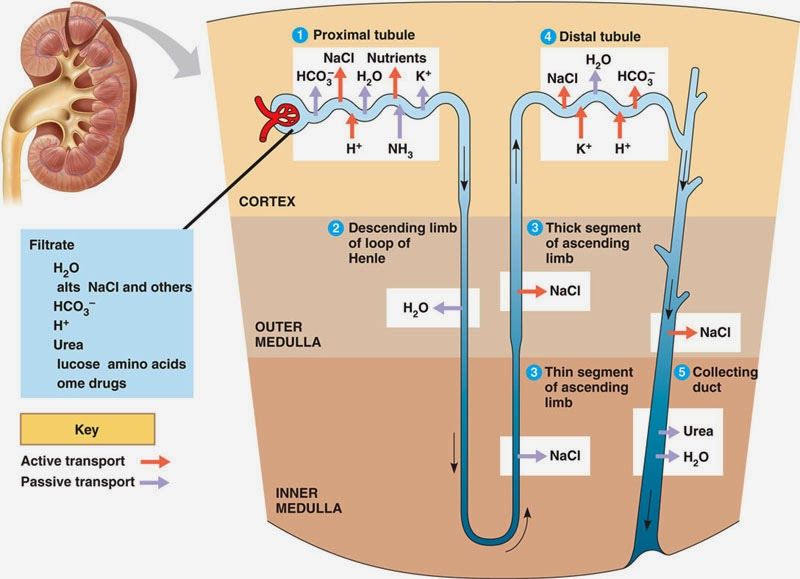 1 Proximal tubule
NaCl Nutrients
HCO₃⁻ H₂O K⁺
H⁺ NH₃
4 Distal tubule
H₂O
NaCl HCO₃⁻
K⁺ H⁺
CORTEX
2 Descending limb
of loop of
Henle
3 Thick segment
of ascending
limb
H₂O
NaCl
NaCl
OUTER
MEDULLA
3 Thin segment
of ascending
limb
5 Collecting
duct
Urea
H₂O
NaCl
INNER
MEDULLA
Filtrate
H₂O
alts NaCl and others
HCO₃⁻
H⁺
Urea
lucose amino acids
ome drugs
Key
Active transport
Passive transport